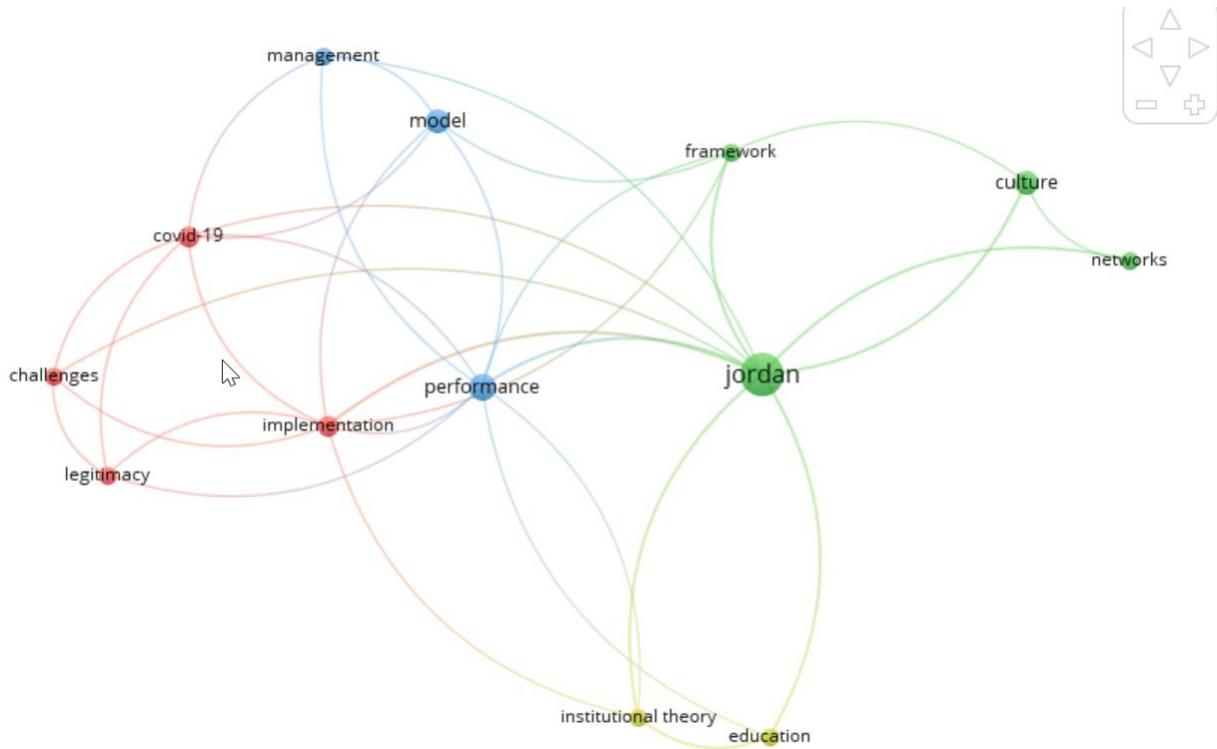 management
model
framework
culture
covid-19
networks
challenges
performance
jordan
implementation
legitimacy
institutional theory
education